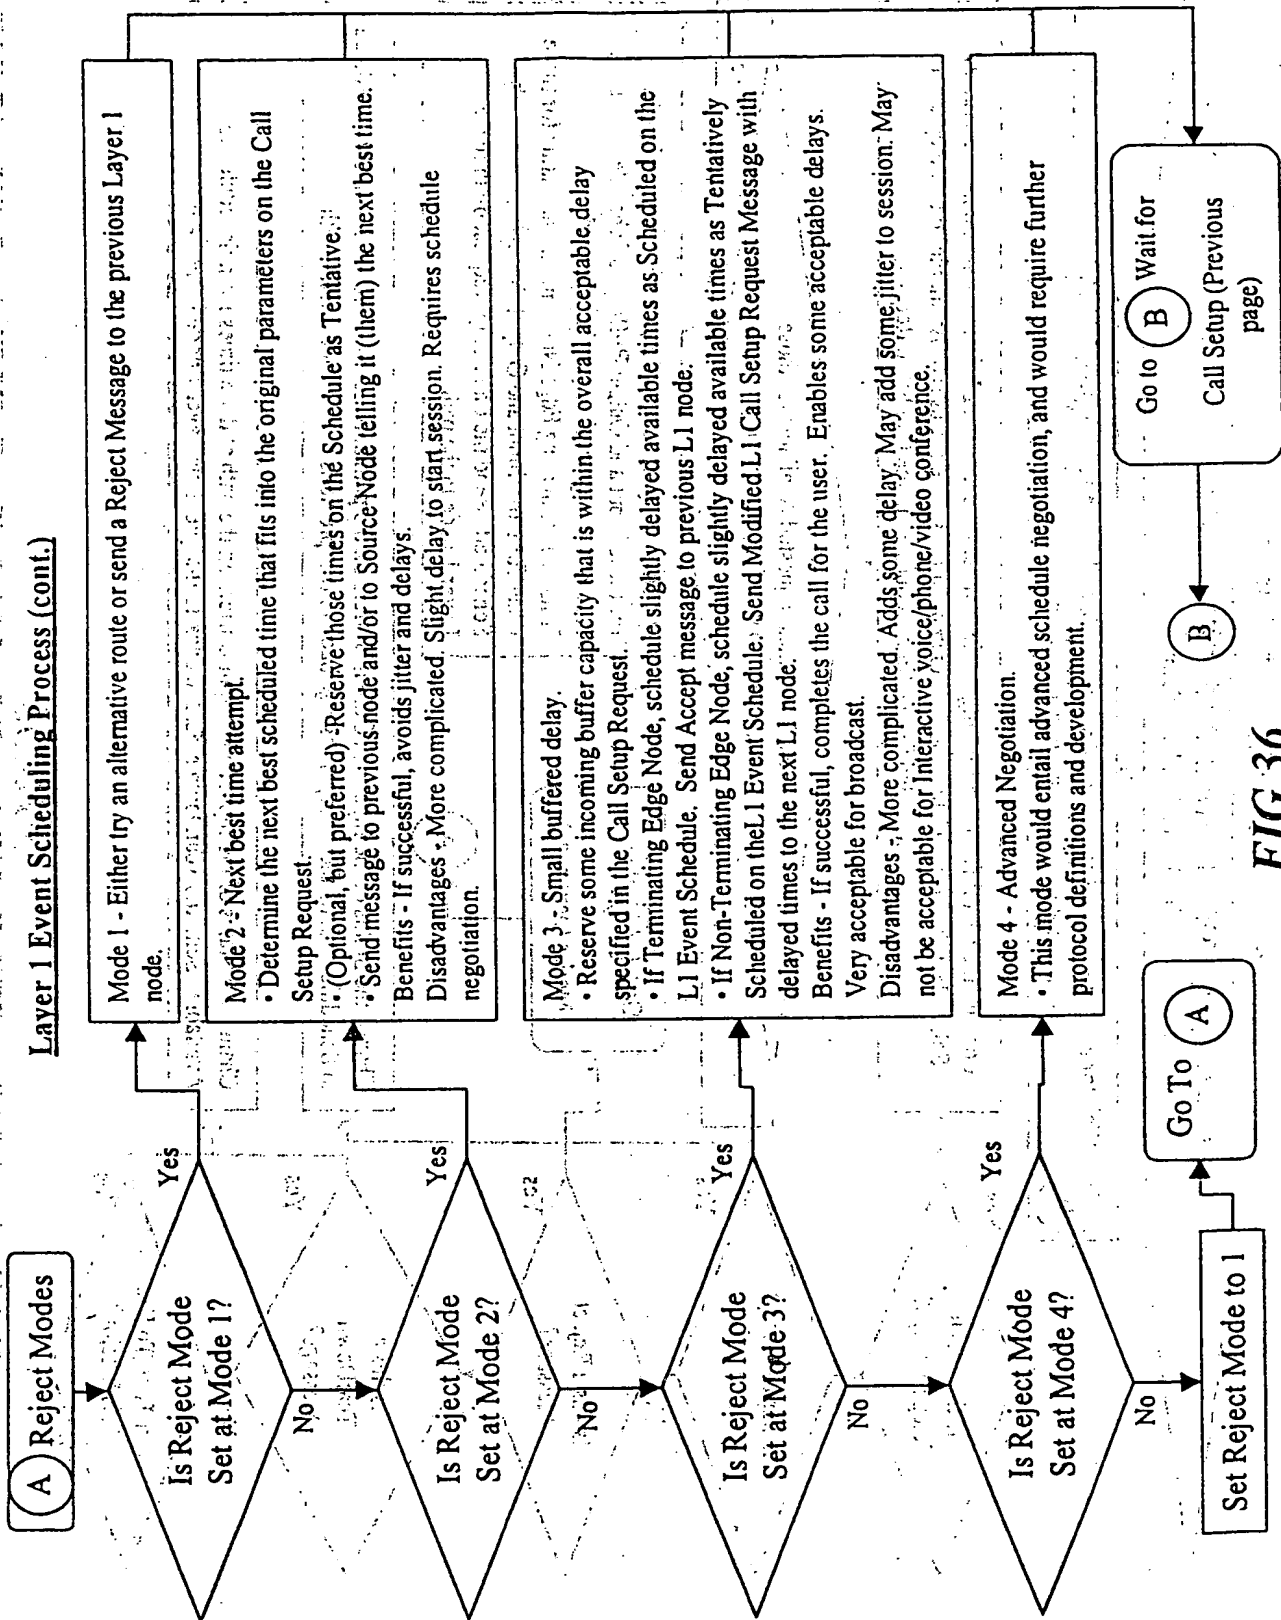 Layer 1 Event Scheduling Process (cont.)
A Reject Modes
Is Reject Mode
Set at Mode 1?
Yes
No
Mode 1 - Either try an alternative route or send a Reject Message to the previous Layer 1
node.
Is Reject Mode
Set at Mode 2?
Yes
No
Mode 2 - Next best time attempt.
• Determine the next best scheduled time that fits into the original parameters on the Call
Setup Request.
• (Optional, but preferred) -Reserve those times on the Schedule as Tentative.
• Send message to previous node and/or to Source Node telling it (them) the next best time.
Benefits - If successful, avoids jitter and delays.
Disadvantages - More complicated. Slight delay to start session. Requires schedule
negotiation.
Is Reject Mode
Set at Mode 3?
Yes
No
Mode 3 - Small buffered delay.
• Reserve some incoming buffer capacity that is within the overall acceptable delay
specified in the Call Setup Request.
• If Terminating Edge Node, schedule slightly delayed available times as Scheduled on the
L1 Event Schedule. Send Accept message to previous L1 node.
• If Non-Terminating Edge Node, schedule slightly delayed available times as Tentatively
Scheduled on theL1 Event Schedule. Send Modified L1 Call Setup Request Message with
delayed times to the next L1 node.
Benefits - If successful, completes the call for the user. Enables some acceptable delays.
Very acceptable for broadcast.
Disadvantages - More complicated. Adds some delay. May add some jitter to session. May
not be acceptable for Interactive voice/phone/video conference.
Is Reject Mode
Set at Mode 4?
Yes
No
Mode 4 - Advanced Negotiation.
• This mode would entail advanced schedule negotiation, and would require further
protocol definitions and development.
Set Reject Mode to 1
Go To A
B
Go to B Wait for
Call Setup (Previous
page)
FIG 36